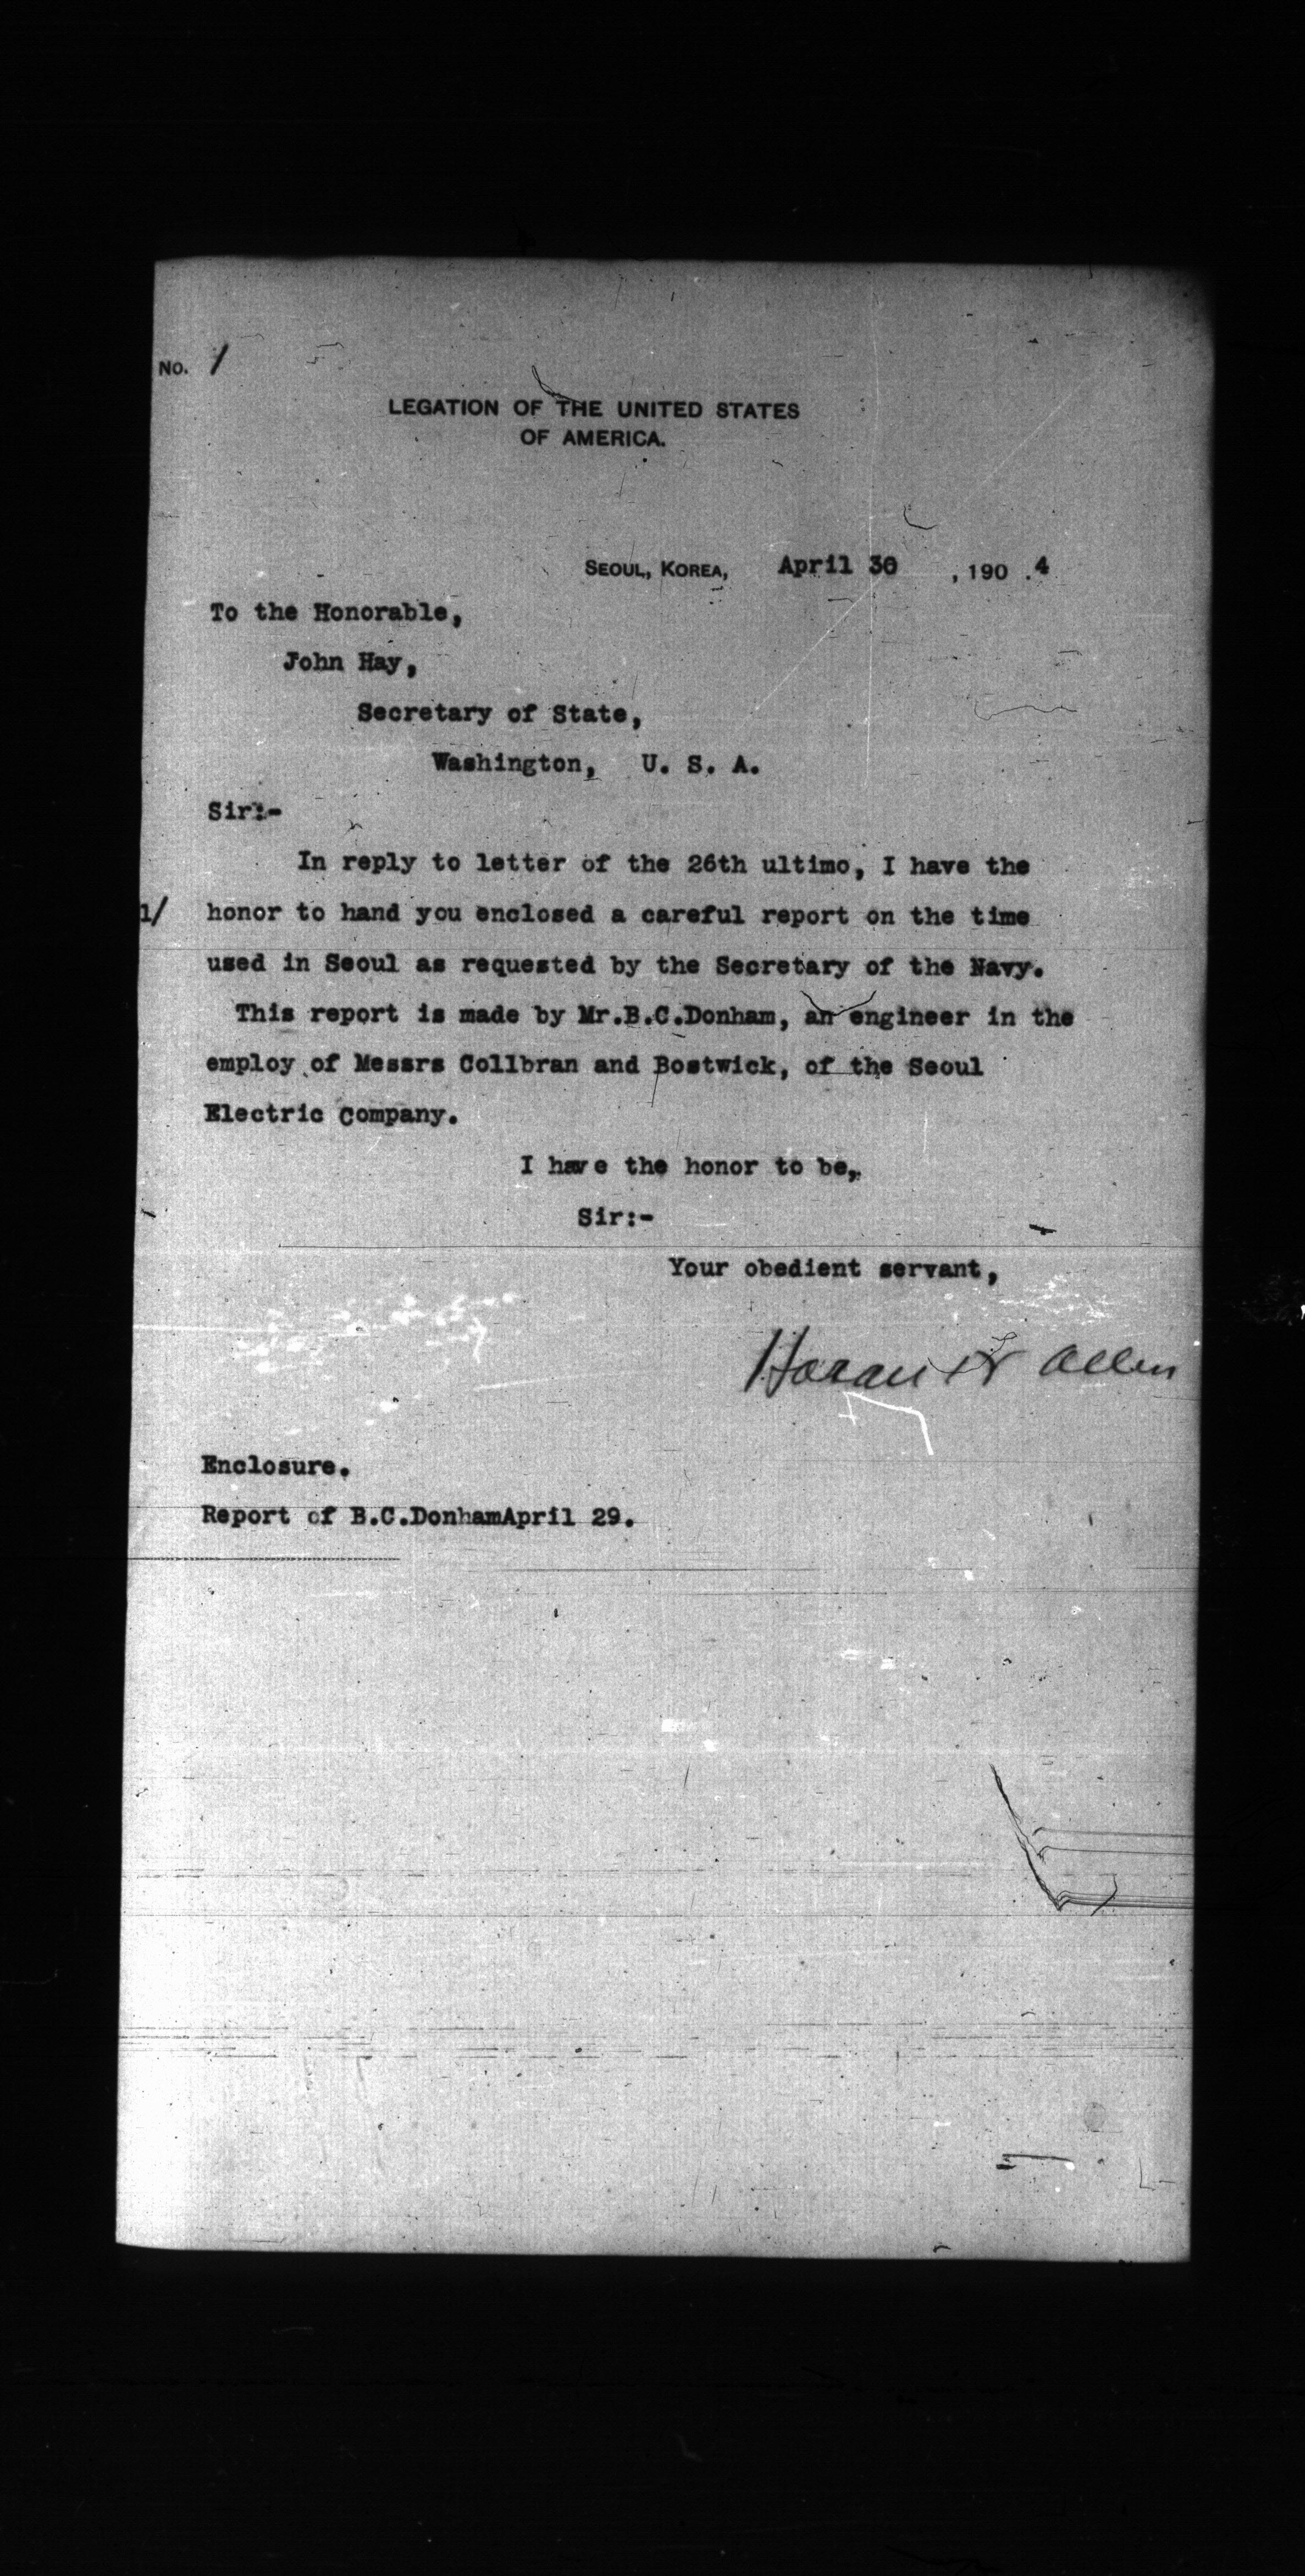 No. 1
LEGATION OF THE UNITED STATES
OF AMERICA.
SEOUL, KOREA, April 30 , 190 .4
To the Honorable,
John Hay,
Secretary of State,
Washington, U. S. A.
Sir:-
In reply to letter of the 26th ultimo, I have the
1/ honor to hand you enclosed a careful report on the time
used in Seoul as requested by the Secretary of the Navy.
This report is made by Mr.B.C.Donham, an engineer in the
employ of Messrs Collbran and Bostwick, of the Seoul
Electric Company.
I have the honor to be,
Sir:-
Your obedient servant,
Horace N Allen
Enclosure.
Report of B.C.DonhamApril 29.